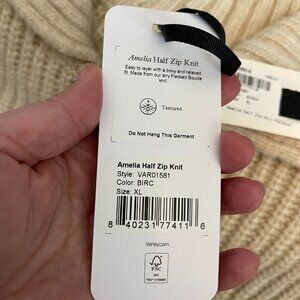 Amelia Half Zip Knit
Easy to layer with a boxy and relaxed
fit. Made from our airy Flecked Boucle
knit.
Textured
Do Not Hang This Garment
Amelia Half Zip Knit
Style: VAR01581
Color: BIRC
Size: XL
8 40231 77411 6
Varley.com
FSC